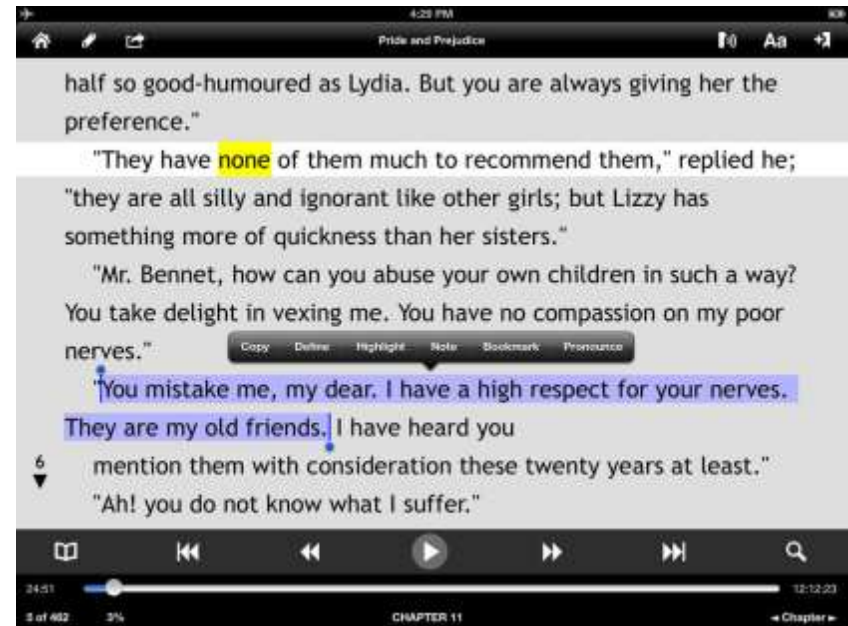 4:29 PM
Pride and Prejudice
Aa
half so good-humoured as Lydia. But you are always giving her the
preference."
"They have none of them much to recommend them," replied he;
"they are all silly and ignorant like other girls; but Lizzy has
something more of quickness than her sisters."
"Mr. Bennet, how can you abuse your own children in such a way?
You take delight in vexing me. You have no compassion on my poor
nerves."
Copy Define Highlight Note Bookmark Pronounce
"You mistake me, my dear. I have a high respect for your nerves.
They are my old friends. I have heard you
6
mention them with consideration these twenty years at least."
"Ah! you do not know what I suffer."
24:51 12:12:23
5 of 462 3% CHAPTER 11 Chapter